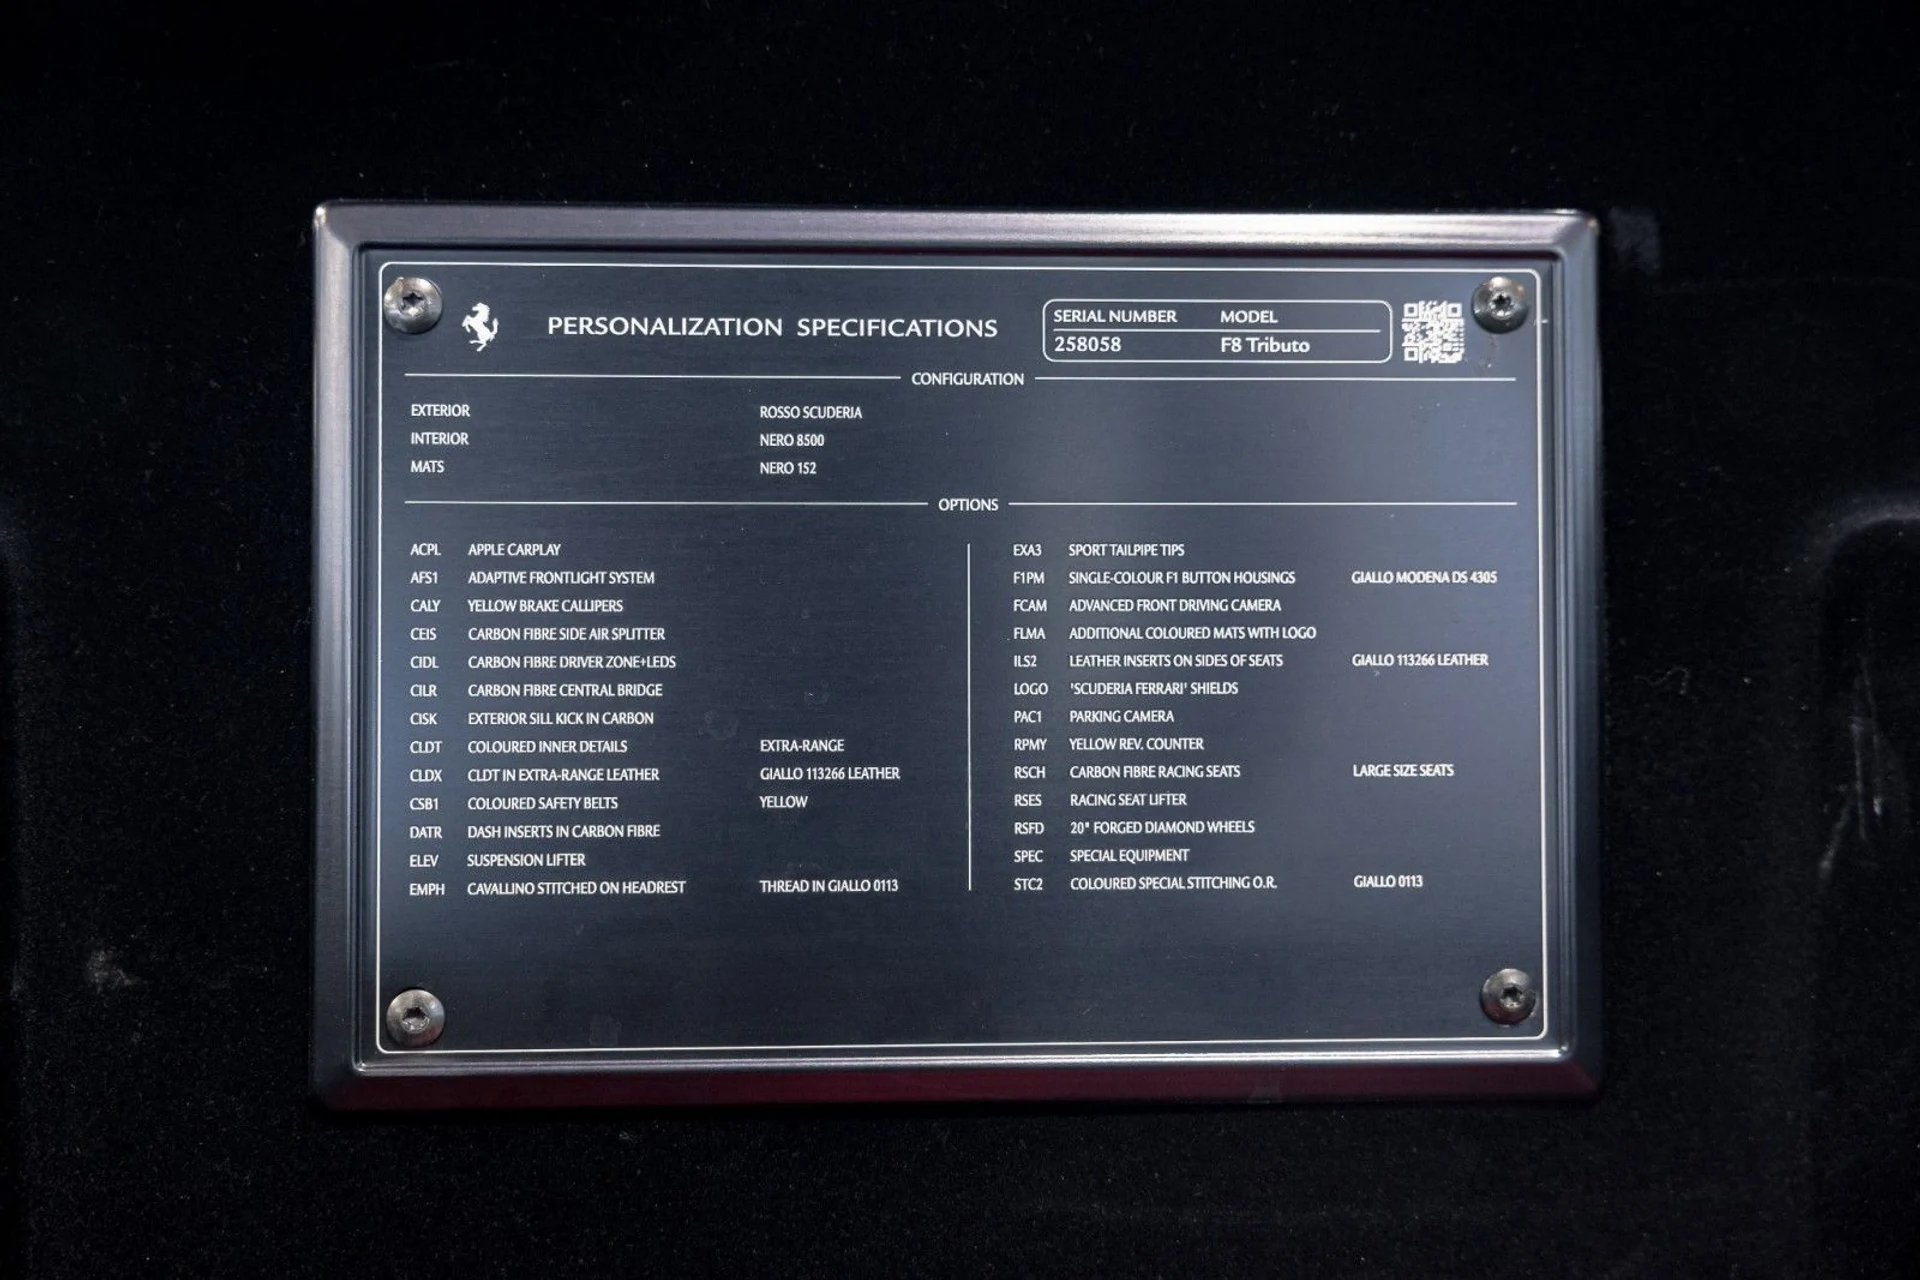 PERSONALIZATION SPECIFICATIONS
SERIAL NUMBER MODEL
258058 F8 Tributo
CONFIGURATION
EXTERIOR ROSSO SCUDERIA
INTERIOR NERO 8500
MATS NERO 152
OPTIONS
ACPL APPLE CARPLAY
AFS1 ADAPTIVE FRONTLIGHT SYSTEM
CALY YELLOW BRAKE CALLIPERS
CEIS CARBON FIBRE SIDE AIR SPLITTER
CIDL CARBON FIBRE DRIVER ZONE+LEDS
CILR CARBON FIBRE CENTRAL BRIDGE
CISK EXTERIOR SILL KICK IN CARBON
CLDT COLOURED INNER DETAILS EXTRA-RANGE
CLDX CLDT IN EXTRA-RANGE LEATHER GIALLO 113266 LEATHER
CSB1 COLOURED SAFETY BELTS YELLOW
DATR DASH INSERTS IN CARBON FIBRE
ELEV SUSPENSION LIFTER
EMPH CAVALLINO STITCHED ON HEADREST THREAD IN GIALLO 0113
EXA3 SPORT TAILPIPE TIPS
F1PM SINGLE-COLOUR F1 BUTTON HOUSINGS GIALLO MODENA DS 4305
FCAM ADVANCED FRONT DRIVING CAMERA
FLMA ADDITIONAL COLOURED MATS WITH LOGO
ILS2 LEATHER INSERTS ON SIDES OF SEATS GIALLO 113266 LEATHER
LOGO 'SCUDERIA FERRARI' SHIELDS
PAC1 PARKING CAMERA
RPMY YELLOW REV. COUNTER
RSCH CARBON FIBRE RACING SEATS LARGE SIZE SEATS
RSES RACING SEAT LIFTER
RSFD 20" FORGED DIAMOND WHEELS
SPEC SPECIAL EQUIPMENT
STC2 COLOURED SPECIAL STITCHING O.R. GIALLO 0113